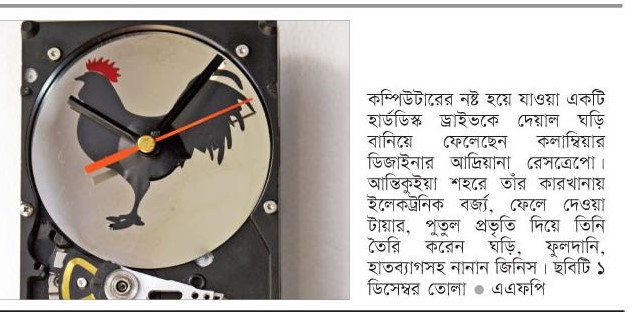 কম্পিউটারের নষ্ট হয়ে যাওয়া একটি
হার্ডডিস্ক ড্রাইভকে দেয়াল ঘড়ি
বানিয়ে ফেলেছেন কলাম্বিয়ার
ডিজাইনার আদ্রিয়ানা রেসত্রেপো।
আন্তিকুইয়া শহরে তাঁর কারখানায়
ইলেকট্রনিক বর্জ্য, ফেলে দেওয়া
টায়ার, পুতুল প্রভৃতি দিয়ে তিনি
তৈরি করেন ঘড়ি, ফুলদানি,
হাতব্যাগসহ নানান জিনিস। ছবিটি ১
ডিসেম্বর তোলা ● এএফপি